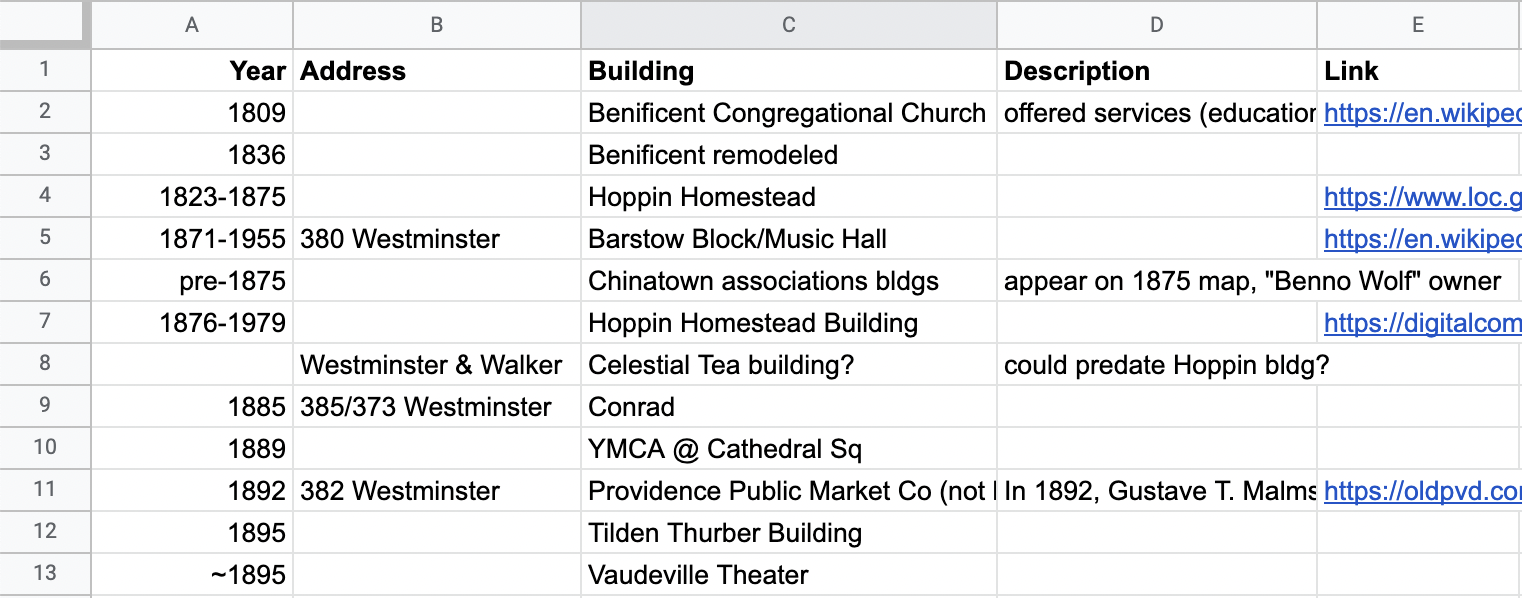 A B C D E
1 Year Address Building Description Link
2 1809 Benificent Congregational Church offered services (education https://en.wikiped
3 1836 Benificent remodeled
4 1823-1875 Hoppin Homestead https://www.loc.g
5 1871-1955 380 Westminster Barstow Block/Music Hall https://en.wikiped
6 pre-1875 Chinatown associations bldgs appear on 1875 map, "Benno Wolf" owner
7 1876-1979 Hoppin Homestead Building https://digitalcom
8 Westminster & Walker Celestial Tea building? could predate Hoppin bldg?
9 1885 385/373 Westminster Conrad
10 1889 YMCA @ Cathedral Sq
11 1892 382 Westminster Providence Public Market Co (not In 1892, Gustave T. Malms https://oldpvd.co
12 1895 Tilden Thurber Building
13 ~1895 Vaudeville Theater